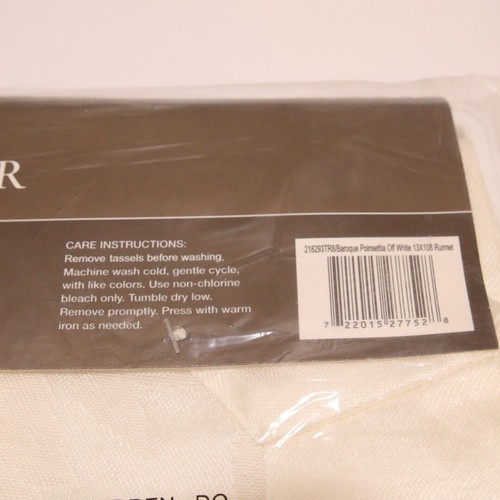 R
CARE INSTRUCTIONS:
Remove tassels before washing.
Machine wash cold, gentle cycle,
with like colors. Use non-chlorine
bleach only. Tumble dry low.
Remove promptly. Press with warm
iron as needed.
218293TR8/Baroque Poinsettia Off White 13X108 Runner
7 22015 27752 8